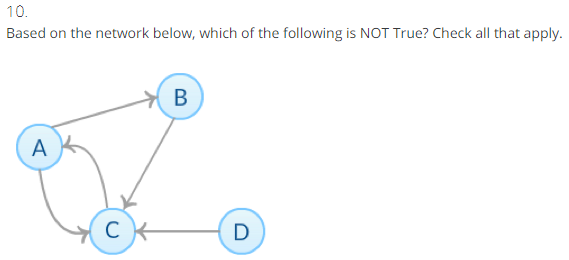 10.
Based on the network below, which of the following is NOT True? Check all that apply.
B
A
C
D